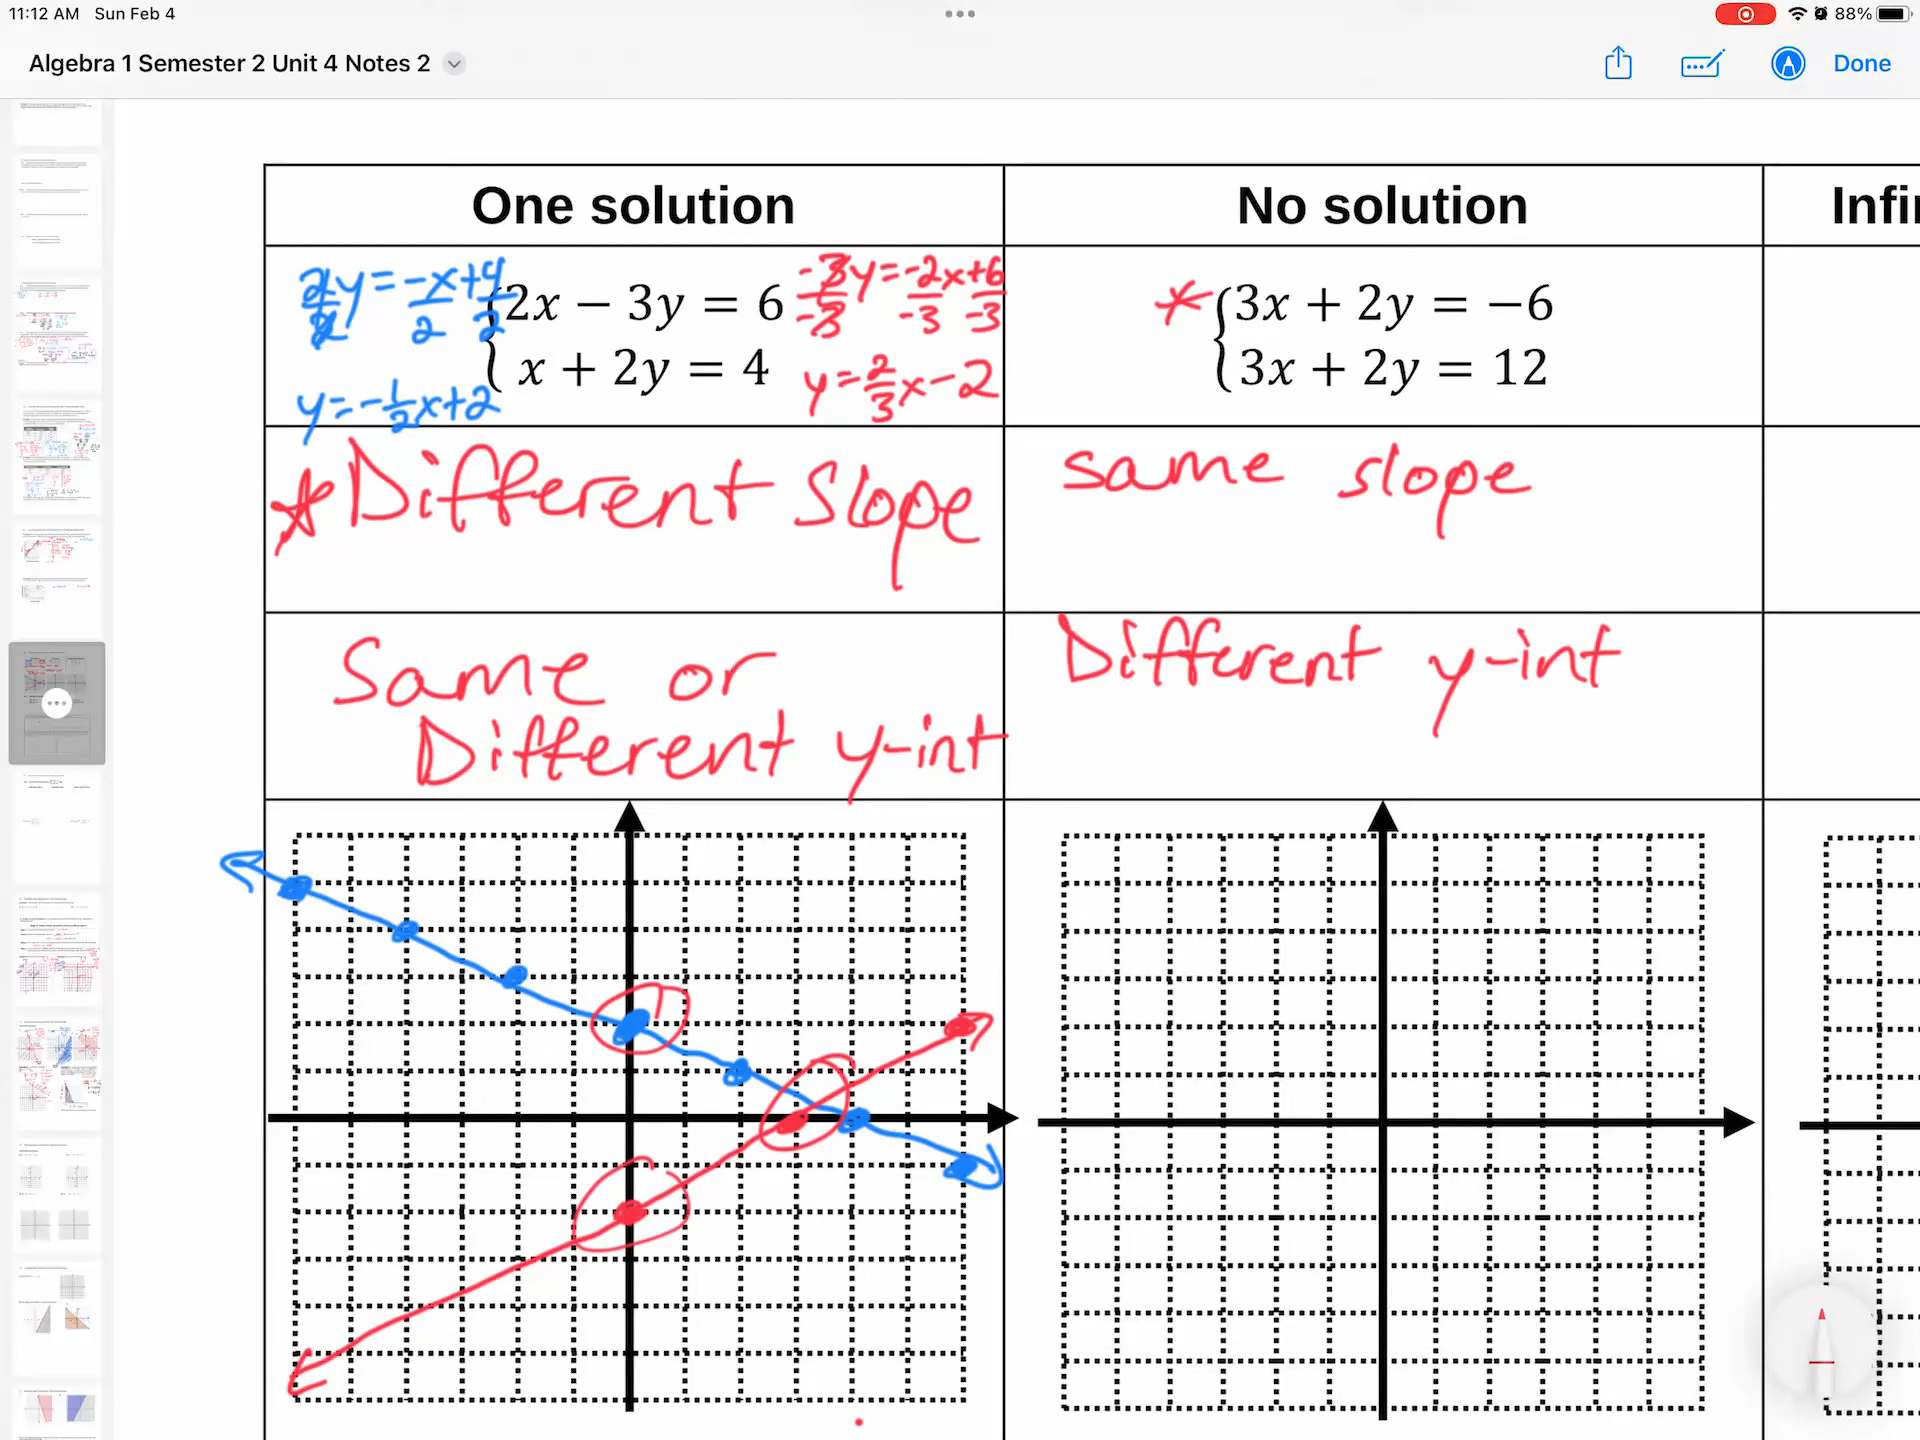 11:12 AM Sun Feb 4
88%
Algebra 1 Semester 2 Unit 4 Notes 2
Done
One solution
No solution
2y = -x + 4
2 2 2
y = -1/2x + 2
2x − 3y = 6
x + 2y = 4
-3y = -2x + 6
-3 -3 -3
y = 2/3x - 2
* 3x + 2y = −6
3x + 2y = 12
Different Slope
same slope
Same or
Different y-int
Different y-int